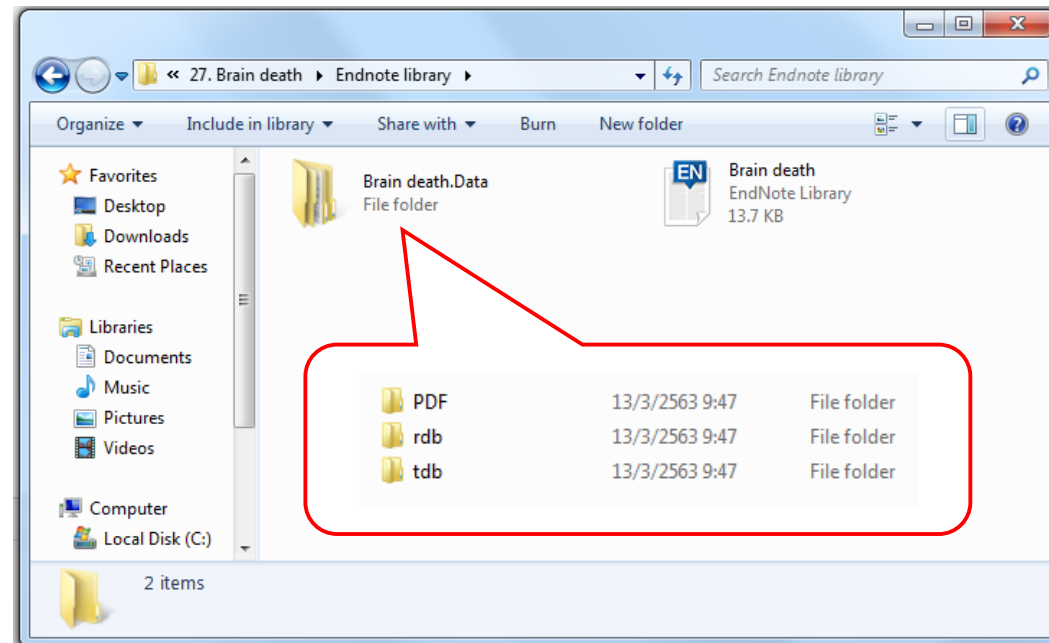 « 27. Brain death ▸ Endnote library ▸
Search Endnote library
Organize ▾ Include in library ▾ Share with ▾ Burn New folder
Favorites
Desktop
Downloads
Recent Places
Libraries
Documents
Music
Pictures
Videos
Computer
Local Disk (C:)
Brain death.Data
File folder
EN
Brain death
EndNote Library
13.7 KB
PDF 13/3/2563 9:47 File folder
rdb 13/3/2563 9:47 File folder
tdb 13/3/2563 9:47 File folder
2 items